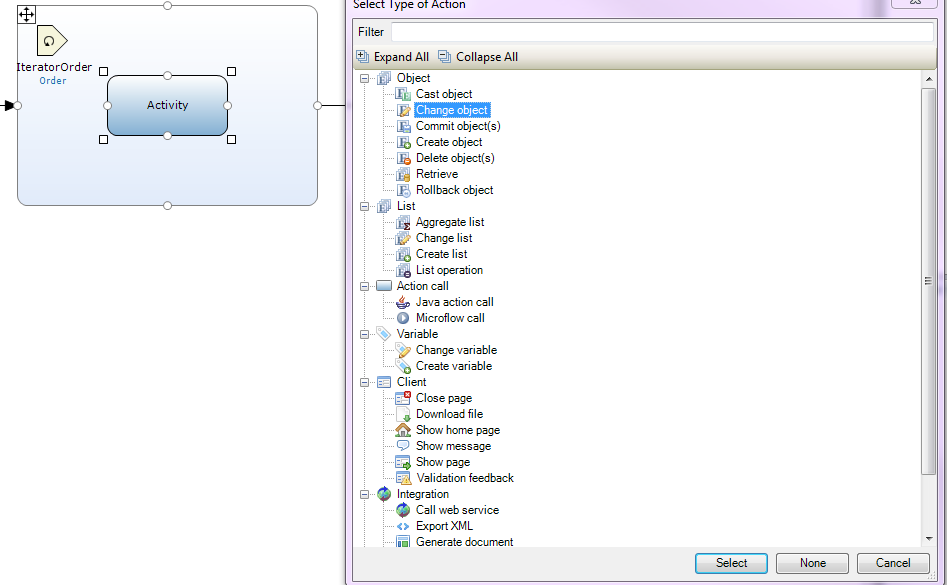 IteratorOrder
Order
Activity
Select Type of Action
Filter
Expand All Collapse All
Object
Cast object
Change object
Commit object(s)
Create object
Delete object(s)
Retrieve
Rollback object
List
Aggregate list
Change list
Create list
List operation
Action call
Java action call
Microflow call
Variable
Change variable
Create variable
Client
Close page
Download file
Show home page
Show message
Show page
Validation feedback
Integration
Call web service
Export XML
Generate document
Select None Cancel